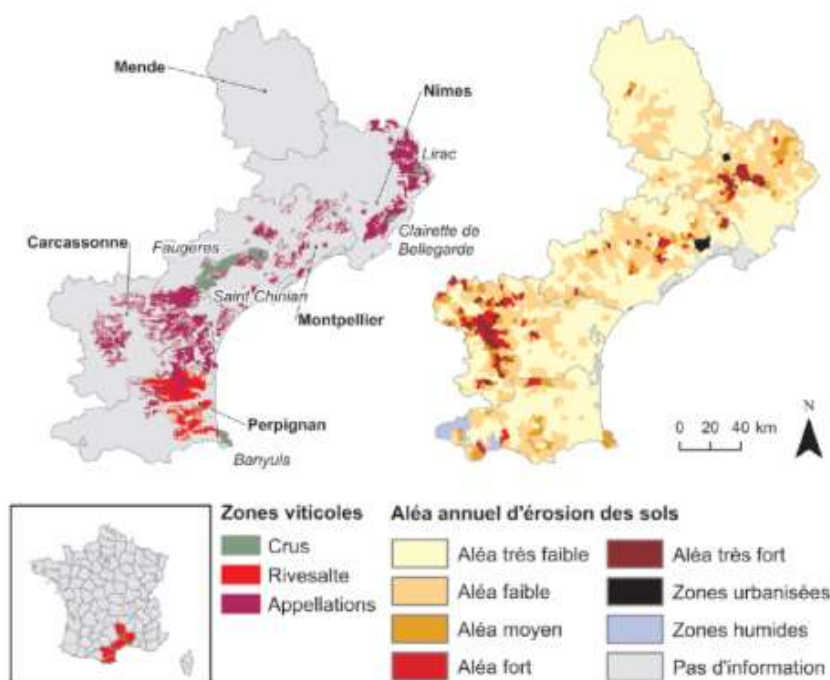 Mende
Nîmes
Lirac
Clairette de
Bellegarde
Faugeres
Carcassonne
Saint Chinian
Montpellier
Perpignan
Banyuls
N
0 20 40
km
Zones viticoles
Crus
Rivesalte
Appellations
Aléa annuel d'érosion des sols
Aléa très faible
Aléa faible
Aléa moyen
Aléa fort
Aléa très fort
Zones urbanisées
Zones humides
Pas d'information